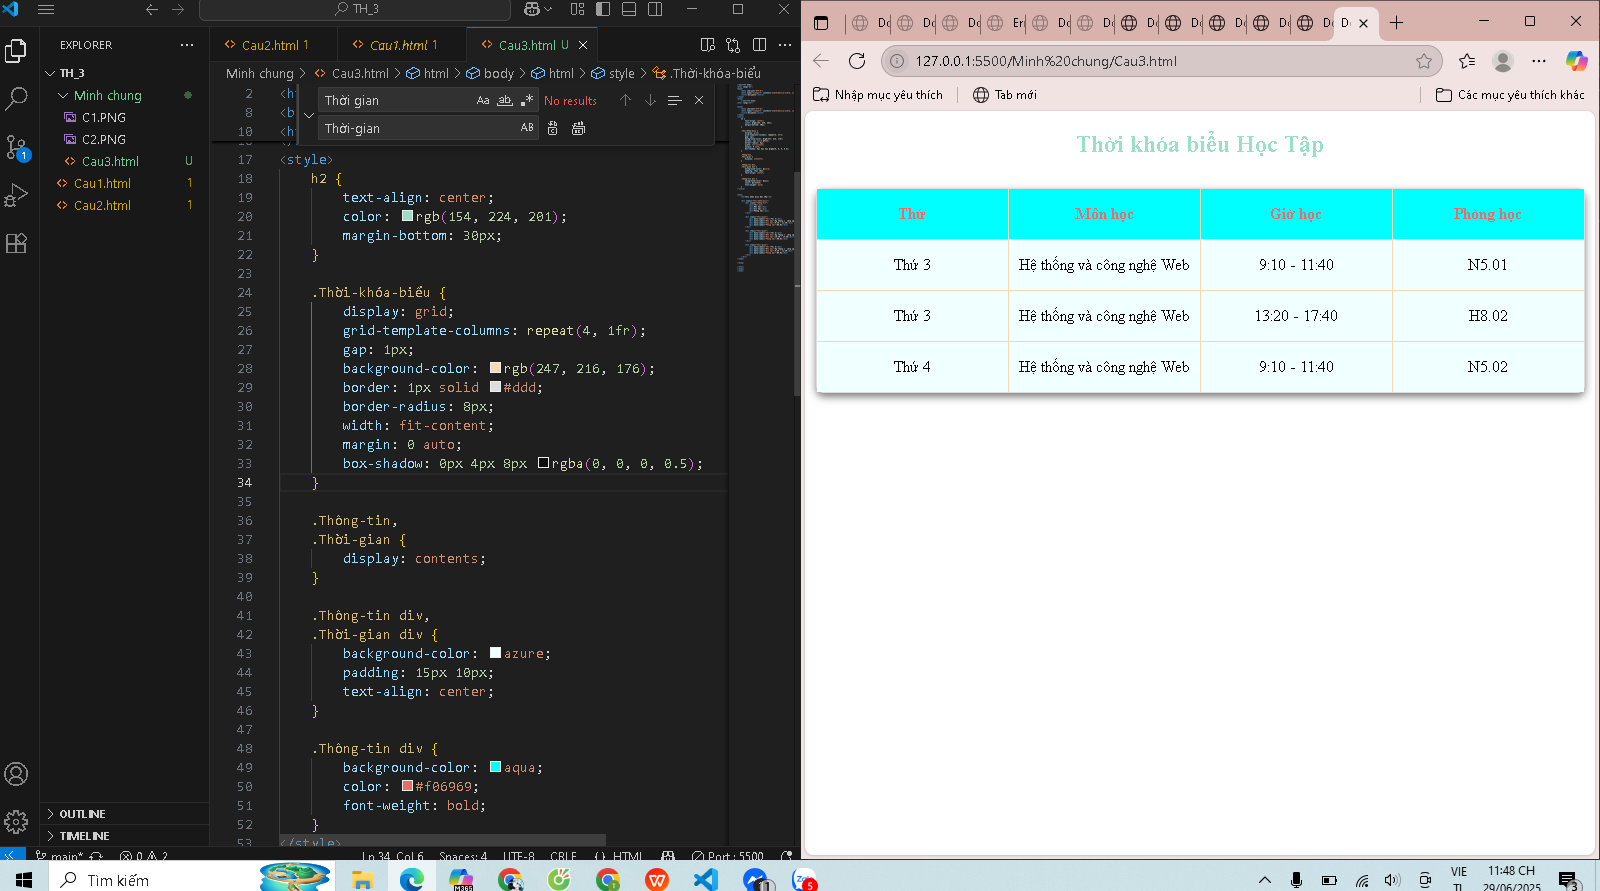 TH_3
EXPLORER
TH_3
Minh chung
C1.PNG
C2.PNG
Cau3.html U
Cau1.html 1
Cau2.html 1
OUTLINE
TIMELINE
Cau2.html 1
Cau1.html 1
Cau3.html U
Minh chung > Cau3.html > html > body > html > style > .Thời-khóa-biểu
Thời gian
Aa ab .* No results
Thời-gian
AB
2 <h
8 <b
10 <h
17 <style>
18 h2 {
19 text-align: center;
20 color: rgb(154, 224, 201);
21 margin-bottom: 30px;
22 }
23
24 .Thời-khóa-biểu {
25 display: grid;
26 grid-template-columns: repeat(4, 1fr);
27 gap: 1px;
28 background-color: rgb(247, 216, 176);
29 border: 1px solid #ddd;
30 border-radius: 8px;
31 width: fit-content;
32 margin: 0 auto;
33 box-shadow: 0px 4px 8px rgba(0, 0, 0, 0.5);
34 }
35
36 .Thông-tin,
37 .Thời-gian {
38 display: contents;
39 }
40
41 .Thông-tin div,
42 .Thời-gian div {
43 background-color: azure;
44 padding: 15px 10px;
45 text-align: center;
46 }
47
48 .Thông-tin div {
49 background-color: aqua;
50 color: #f06969;
51 font-weight: bold;
52 }
53 </style>
1
main* 0 2
Ln 34, Col 6 Spaces: 4 UTF-8 CRLF {} HTML Port : 5500
127.0.0.1:5500/Minh%20chung/Cau3.html
Nhập mục yêu thích
Tab mới
Các mục yêu thích khác
Thời khóa biểu Học Tập
Thứ Môn học Giờ học Phòng học
Thứ 3 Hệ thống và công nghệ Web 9:10 - 11:40 N5.01
Thứ 3 Hệ thống và công nghệ Web 13:20 - 17:40 H8.02
Thứ 4 Hệ thống và công nghệ Web 9:10 - 11:40 N5.02
Tìm kiếm
M365
Zalo
5
VIE
TL
11:48 CH
29/06/2025
3